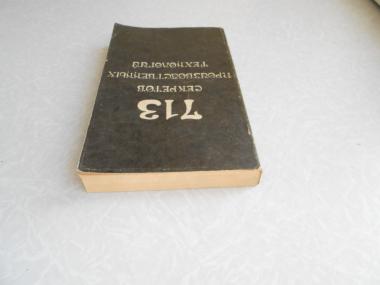 713
СЕКРЕТОВ
ПРОИЗВОДСТВЕННЫХ
ТЕХНОЛОГИЙ